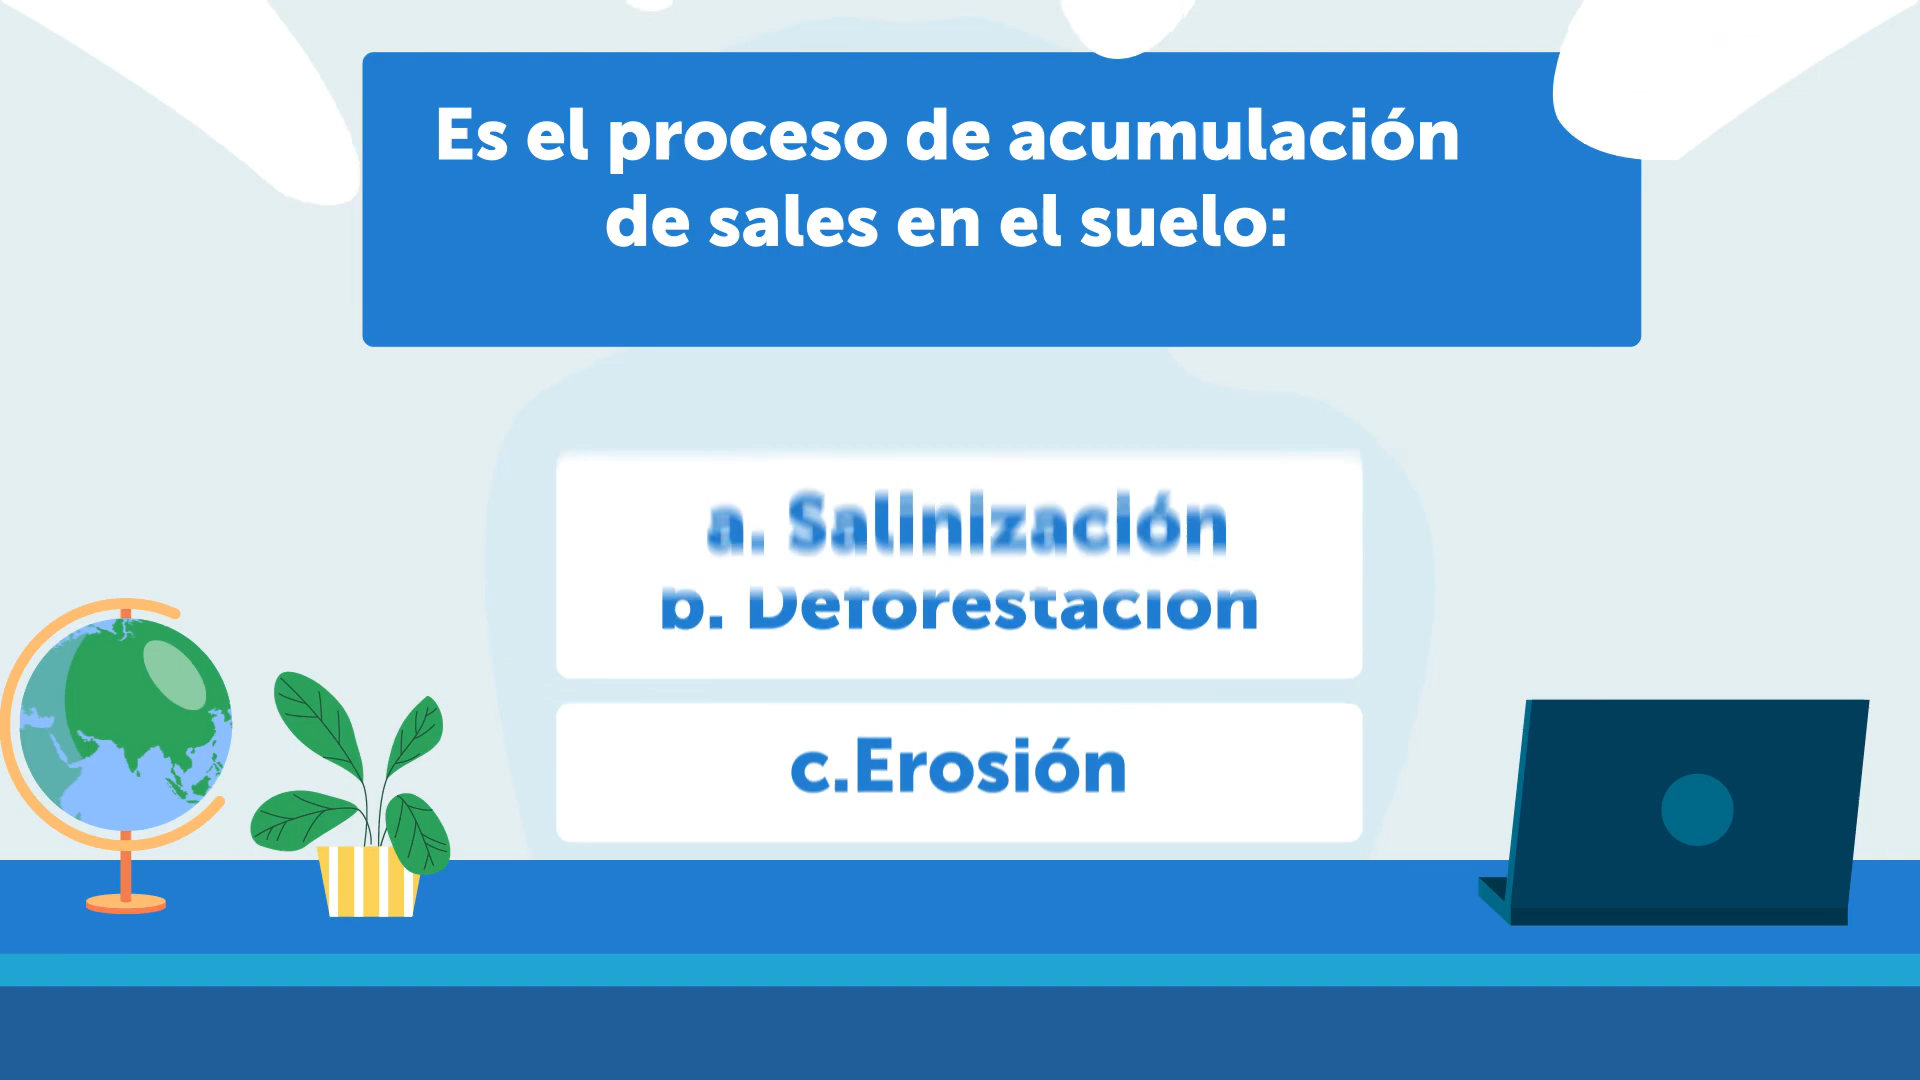 Es el proceso de acumulación
de sales en el suelo:
a. Salinización
b. Deforestación
c.Erosión